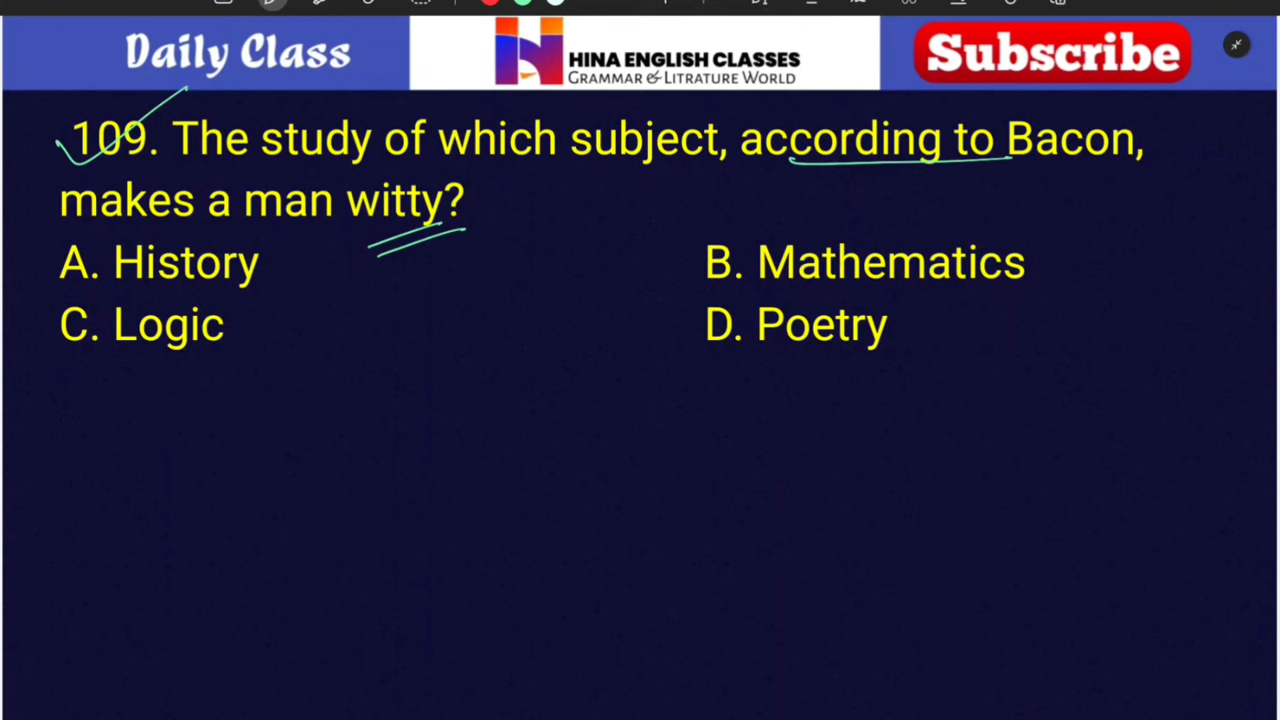 Daily Class
HINA ENGLISH CLASSES
GRAMMAR & LITRATURE WORLD
Subscribe
109. The study of which subject, according to Bacon,
makes a man witty?
A. History
B. Mathematics
C. Logic
D. Poetry